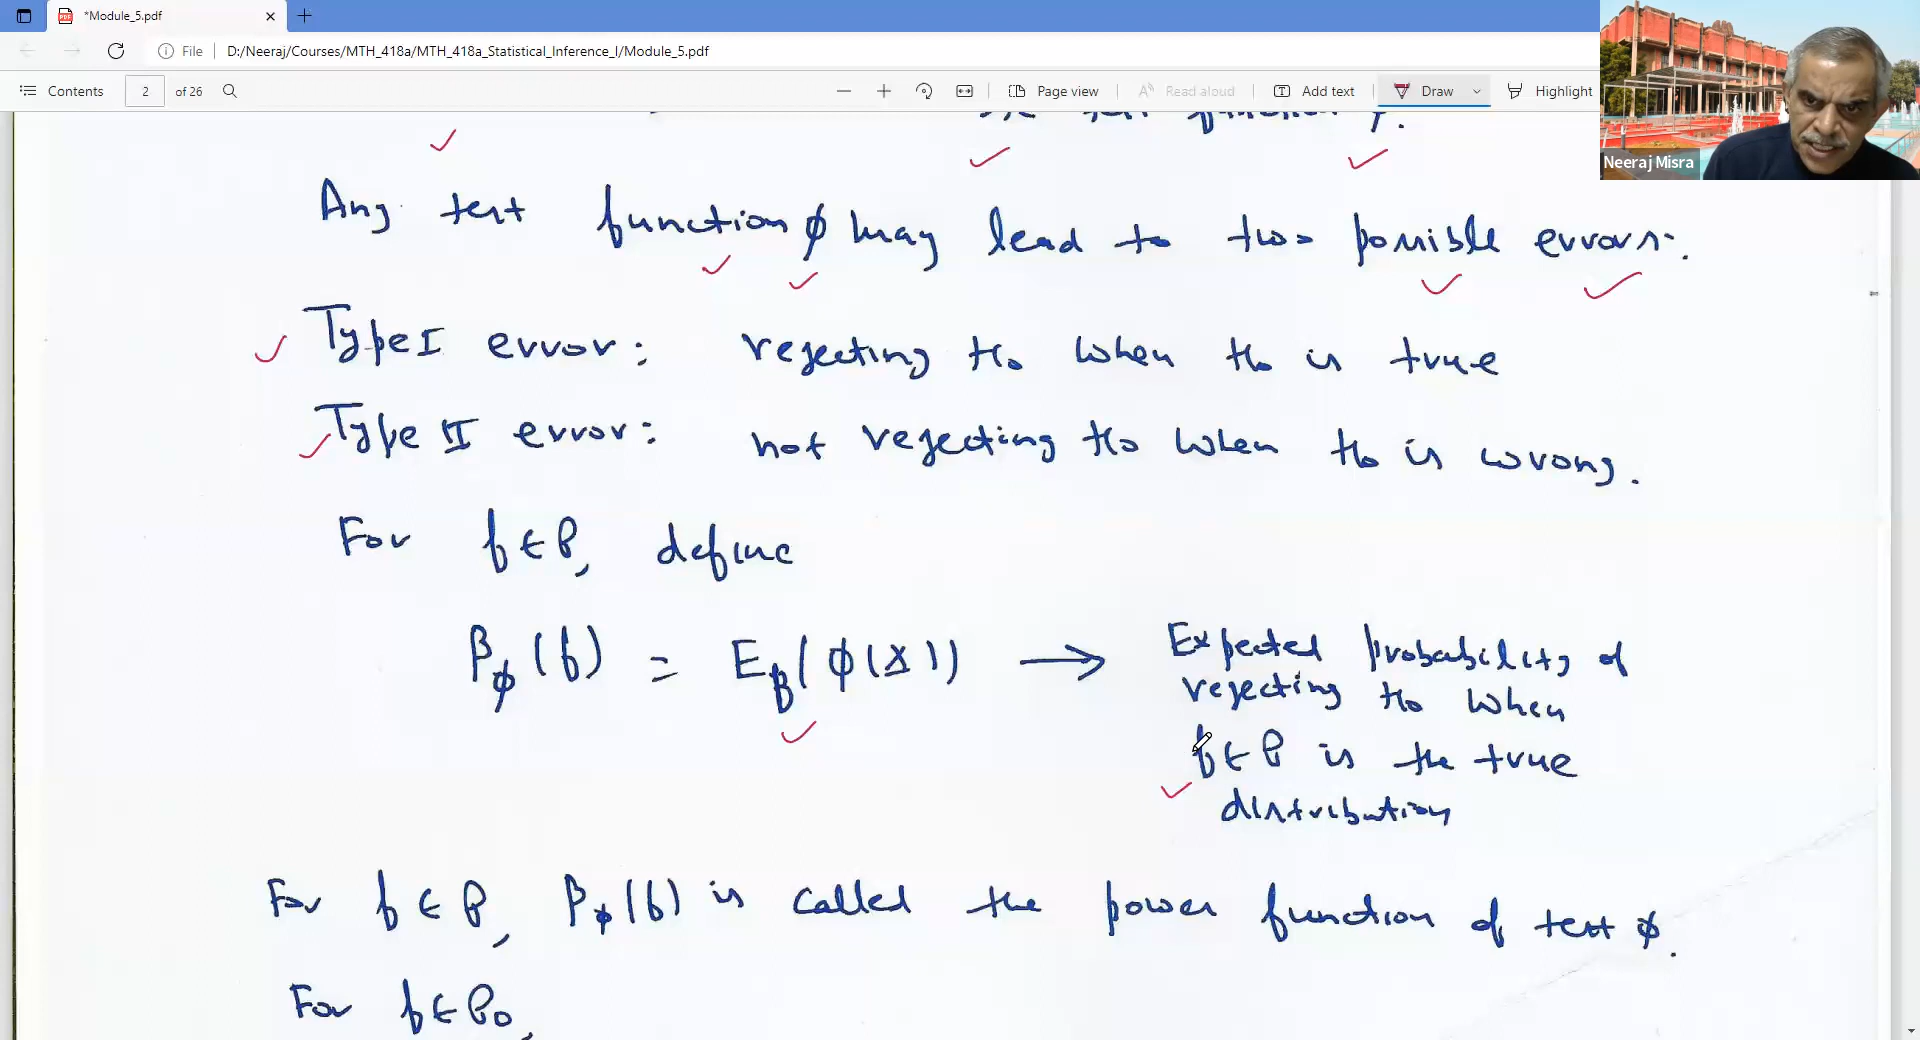 *Module_5.pdf
File D:/Neeraj/Courses/MTH_418a/MTH_418a_Statistical_Inference_I/Module_5.pdf
Contents 2 of 26 Page view Read aloud Add text Draw Highlight
Neeraj Misra
Any test function ϕ may lead to two possible errors:
Type I error: rejecting H₀ when H₀ is true
Type II error: not rejecting H₀ when H₀ is wrong.
For f ∈ P, define
β_ϕ(f) = E_f(ϕ(X)) → Expected probability of
rejecting H₀ when
f ∈ P is the true
distribution
For f ∈ P, β_ϕ(f) is called the power function of test ϕ.
For f ∈ P₀,